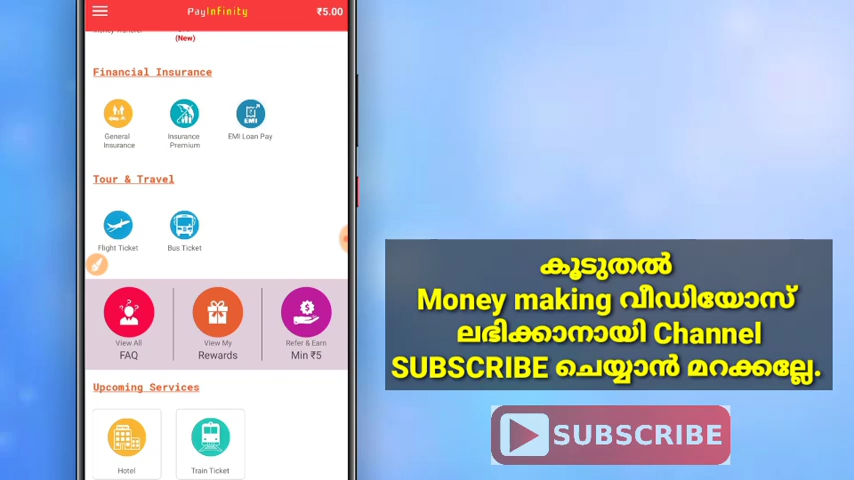 PayInfinity
₹5.00
(New)
Financial Insurance
General
Insurance
Insurance
Premium
EMI
EMI Loan Pay
Tour & Travel
Flight Ticket
Bus Ticket
View All
FAQ
View My
Rewards
Refer & Earn
Min ₹5
Upcoming Services
Hotel
Train Ticket
കൂടുതൽ
Money making വീഡിയോസ്
ലഭിക്കാനായി Channel
SUBSCRIBE ചെയ്യാൻ മറക്കല്ലേ.
SUBSCRIBE